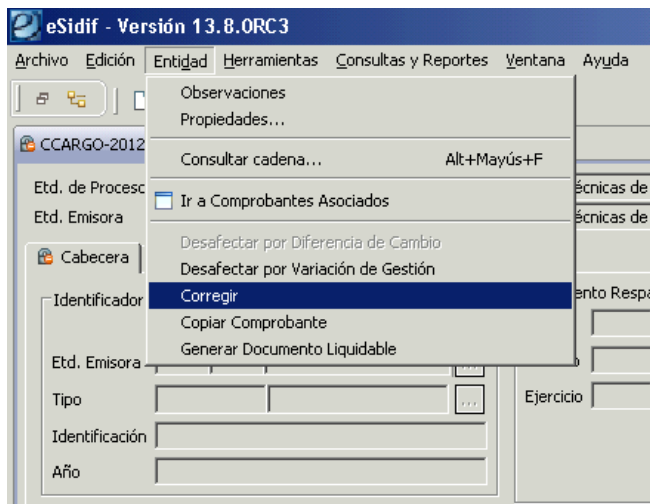 eSidif - Versión 13.8.0RC3
Archivo Edición Entidad Herramientas Consultas y Reportes Ventana Ayuda
Observaciones
Propiedades...
CCARGO-2012
Consultar cadena... Alt+Mayús+F
Etd. de Proceso
écnicas de
Ir a Comprobantes Asociados
Etd. Emisora
écnicas de
Desafectar por Diferencia de Cambio
Cabecera
Desafectar por Variación de Gestión
Identificador
Corregir
ento Respa
Copiar Comprobante
Generar Documento Liquidable
Etd. Emisora ...
Tipo ...
Ejercicio
Identificación
Año